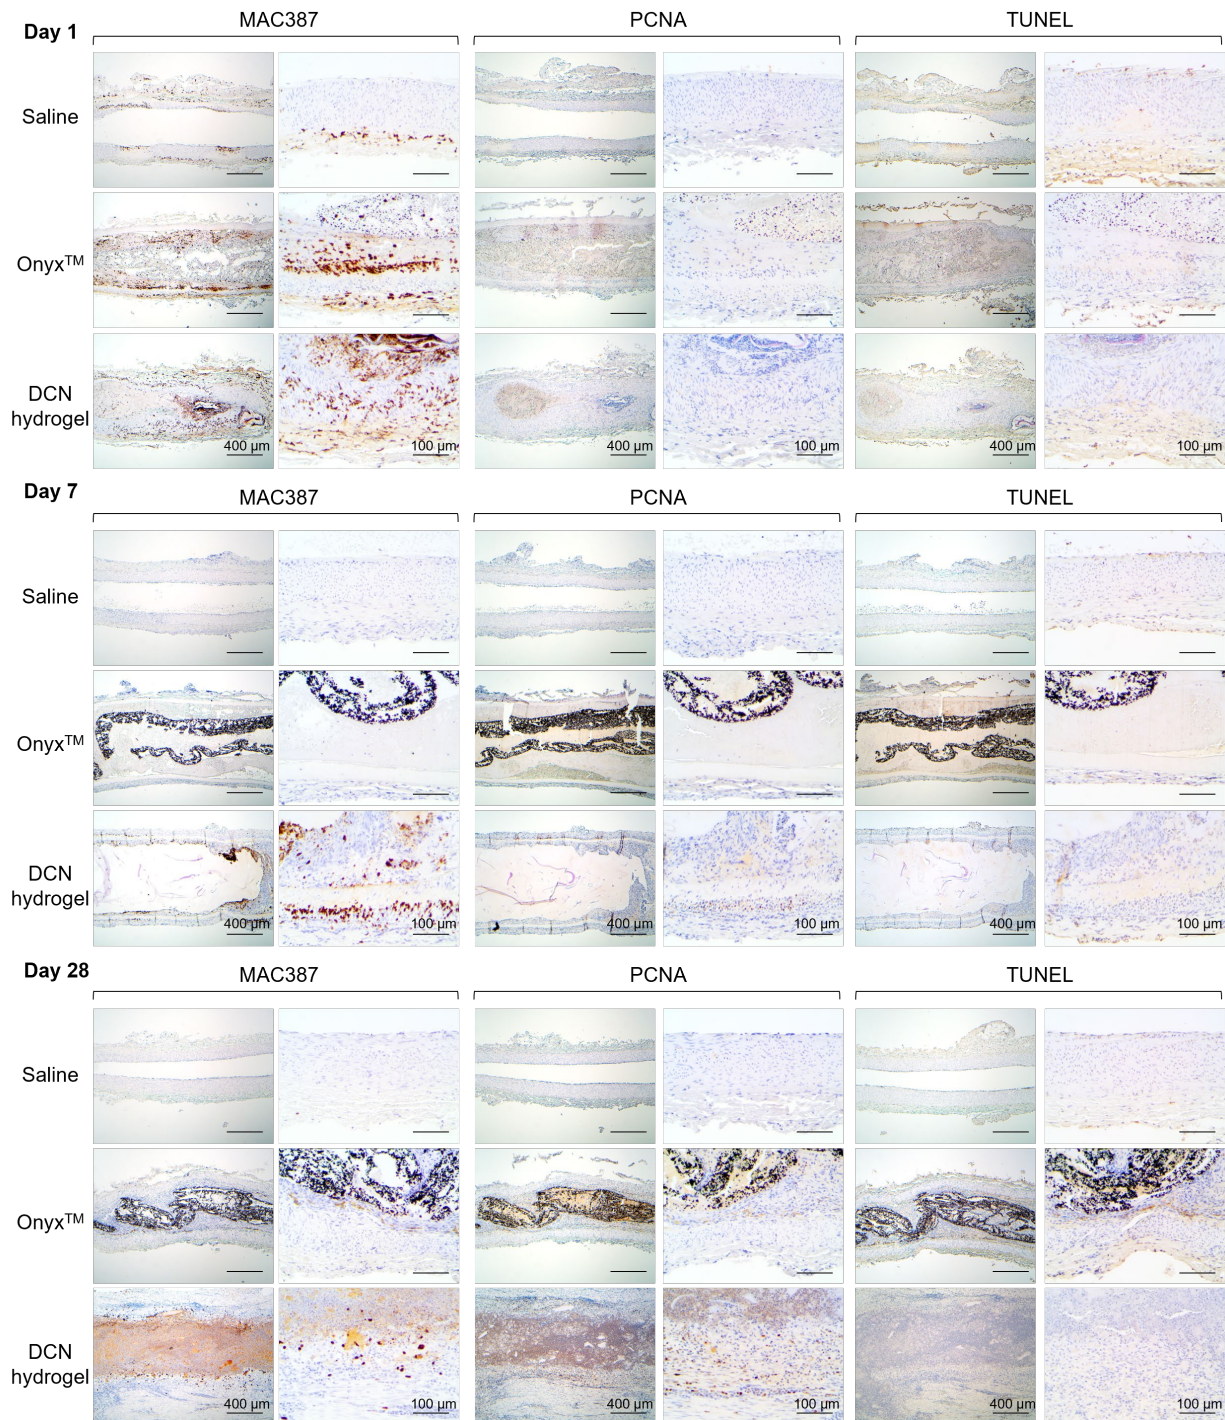 Day 1
MAC387 PCNA TUNEL
Saline
Onyx™
DCN
hydrogel
400 µm 100 µm 400 µm 100 µm 400 µm 100 µm
Day 7
MAC387 PCNA TUNEL
Saline
Onyx™
DCN
hydrogel
400 µm 100 µm 400 µm 100 µm 400 µm 100 µm
Day 28
MAC387 PCNA TUNEL
Saline
Onyx™
DCN
hydrogel
400 µm 100 µm 400 µm 100 µm 400 µm 100 µm